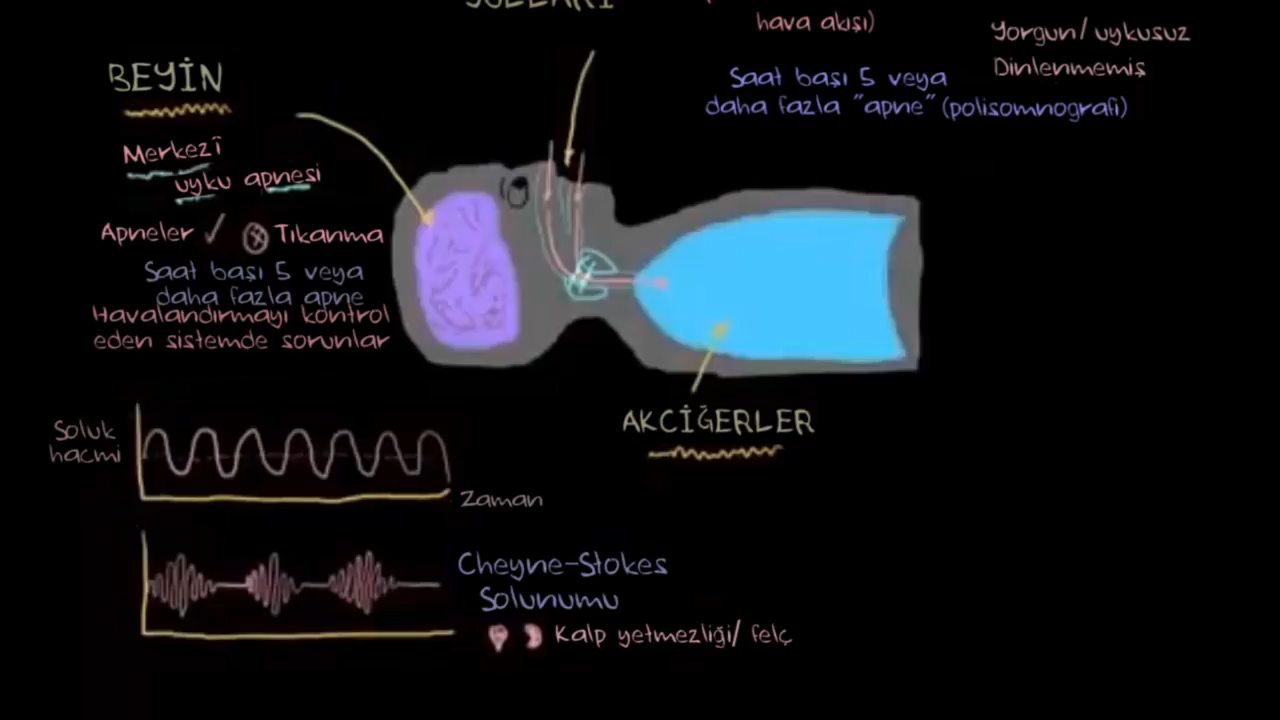 hava akışı)
Yorgun/ uykusuz
Dinlenmemiş
Saat başı 5 veya
daha fazla "apne" (polisomnografi)
BEYİN
Merkezî
uyku apnesi
Apneler ✓ ⊗ Tıkanma
Saat başı 5 veya
daha fazla apne
Havalandırmayı kontrol
eden sistemde sorunlar
AKCİĞERLER
Soluk
hacmi
Zaman
Cheyne-Stokes
Solunumu
Kalp yetmezliği/ felç